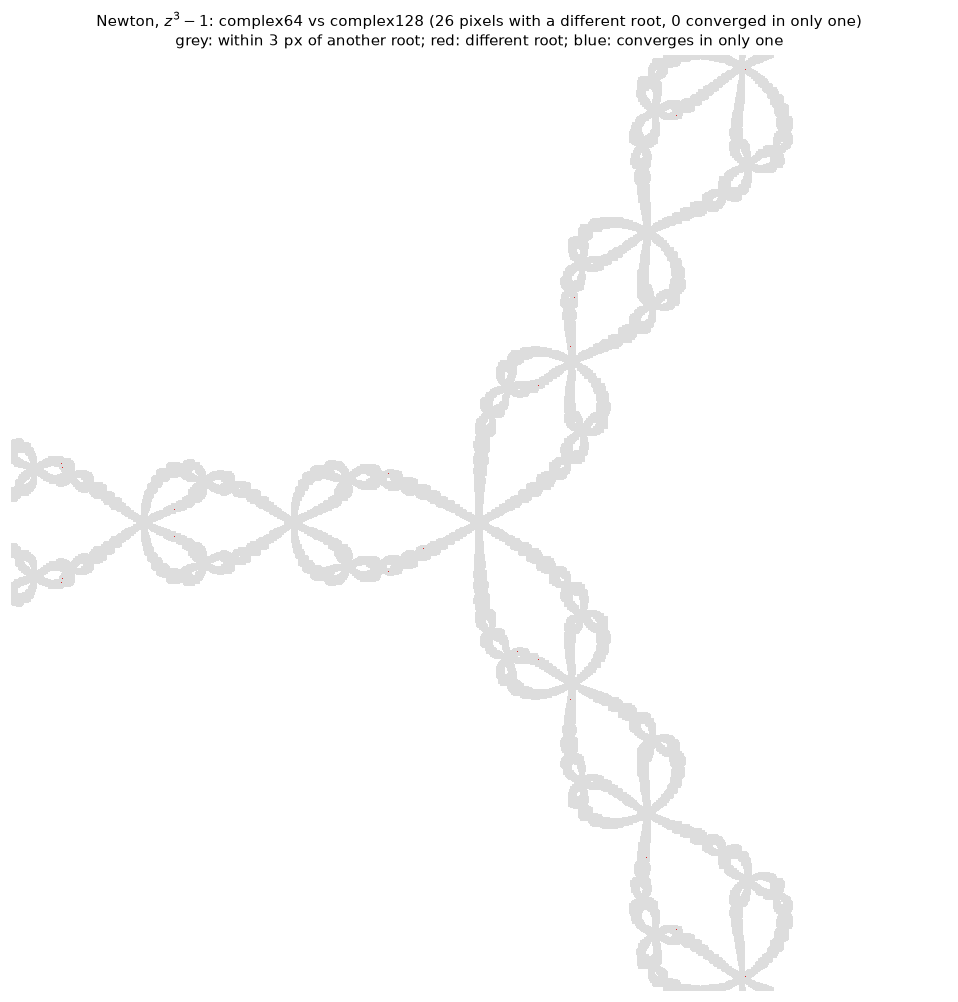 Newton, z³ − 1: complex64 vs complex128 (26 pixels with a different root, 0 converged in only one)
grey: within 3 px of another root; red: different root; blue: converges in only one